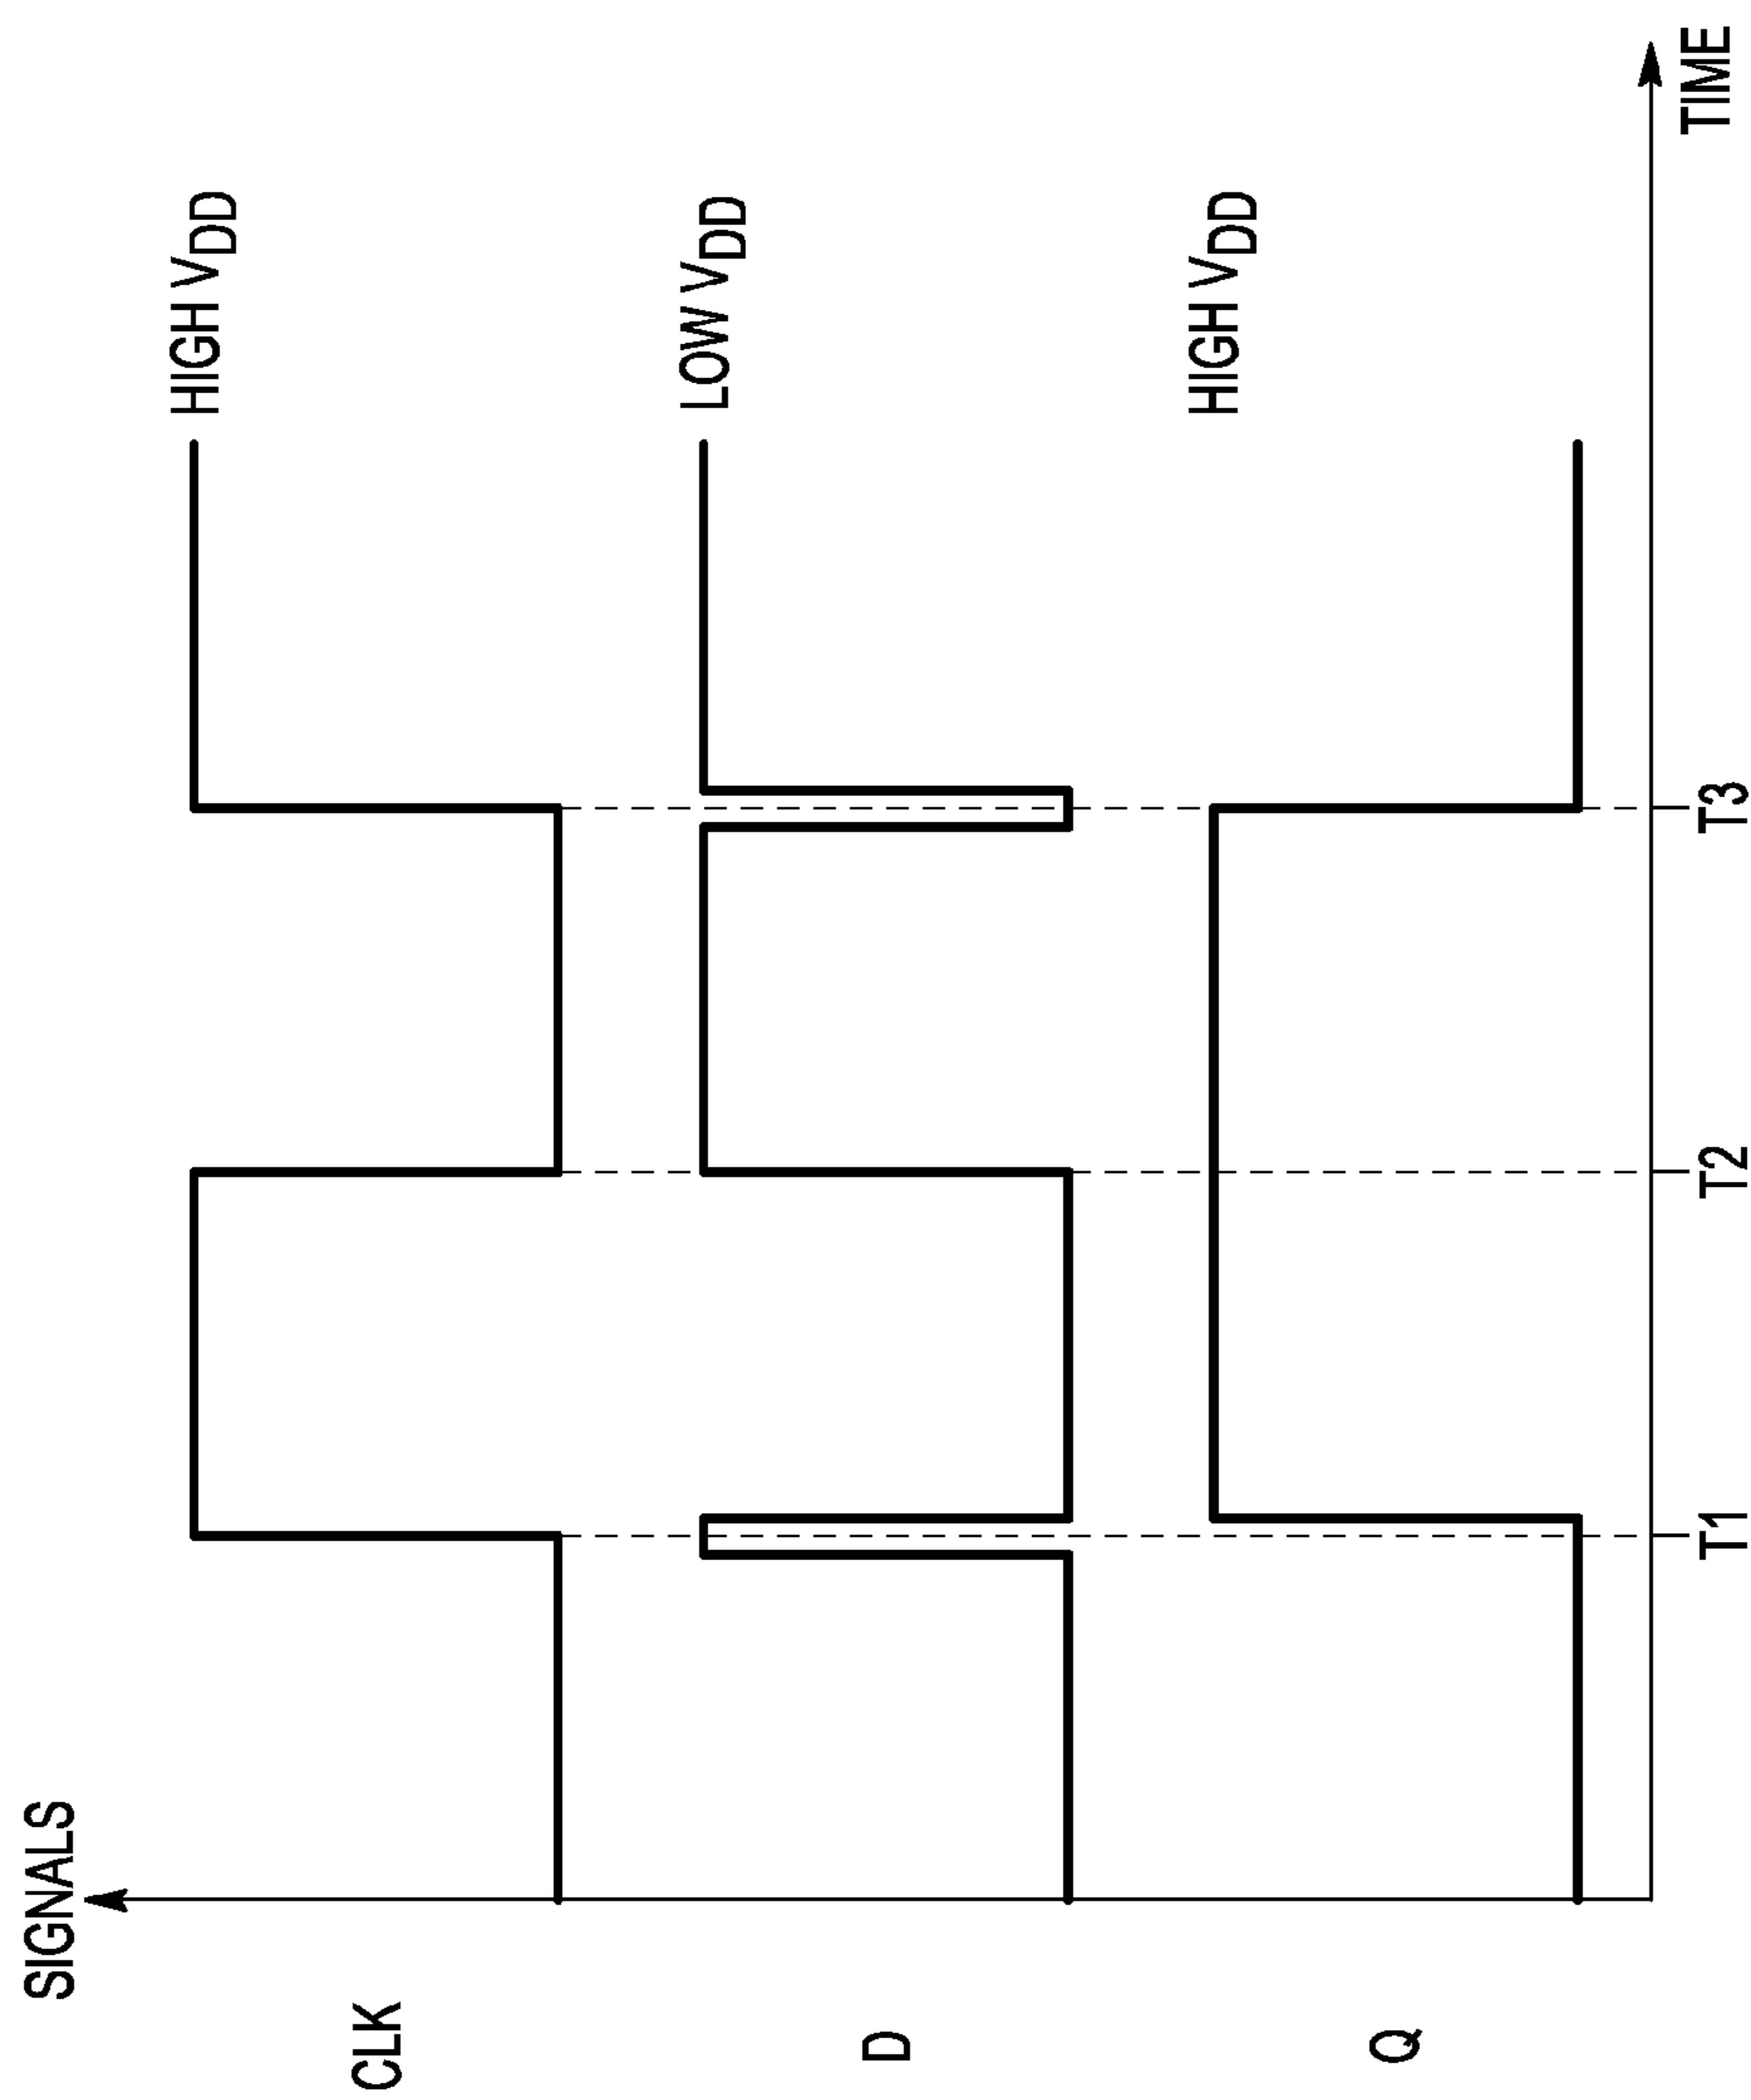 SIGNALS
CLK
HIGH VDD
D
LOW VDD
Q
HIGH VDD
T1
T2
T3
TIME